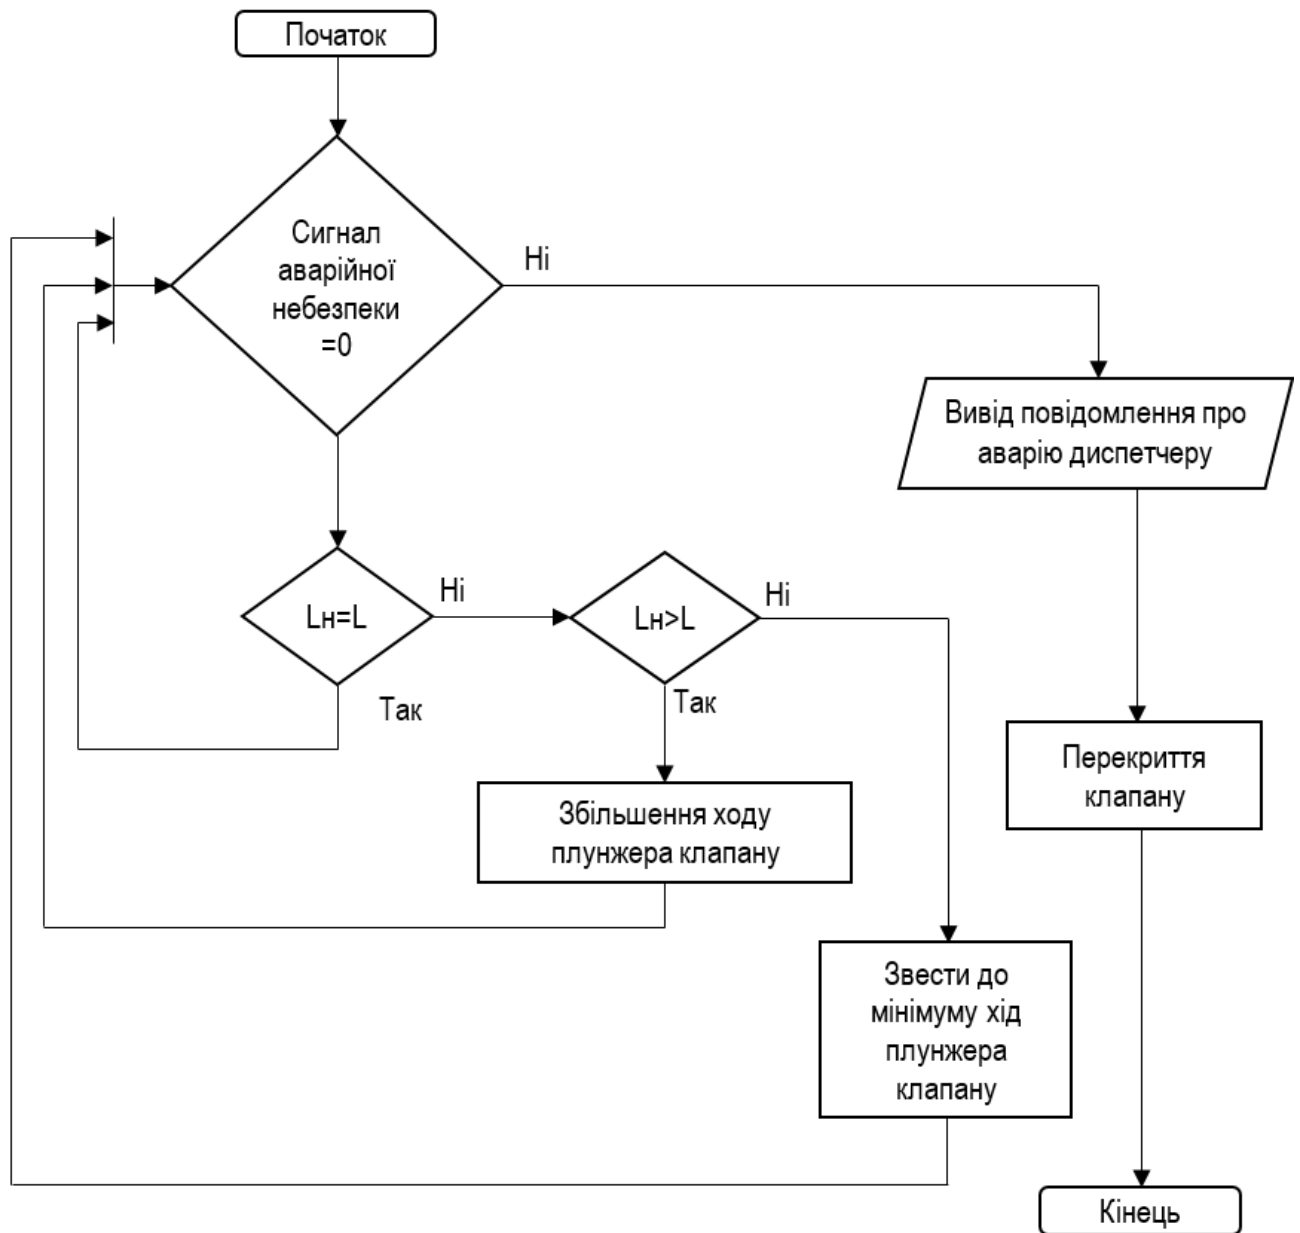 Початок
Сигнал
аварійної
небезпеки
=0
Ні
Вивід повідомлення про
аварію диспетчеру
Lн=L
Ні
Lн>L
Ні
Так
Так
Перекриття
клапану
Збільшення ходу
плунжера клапану
Звести до
мінімуму хід
плунжера
клапану
Кінець